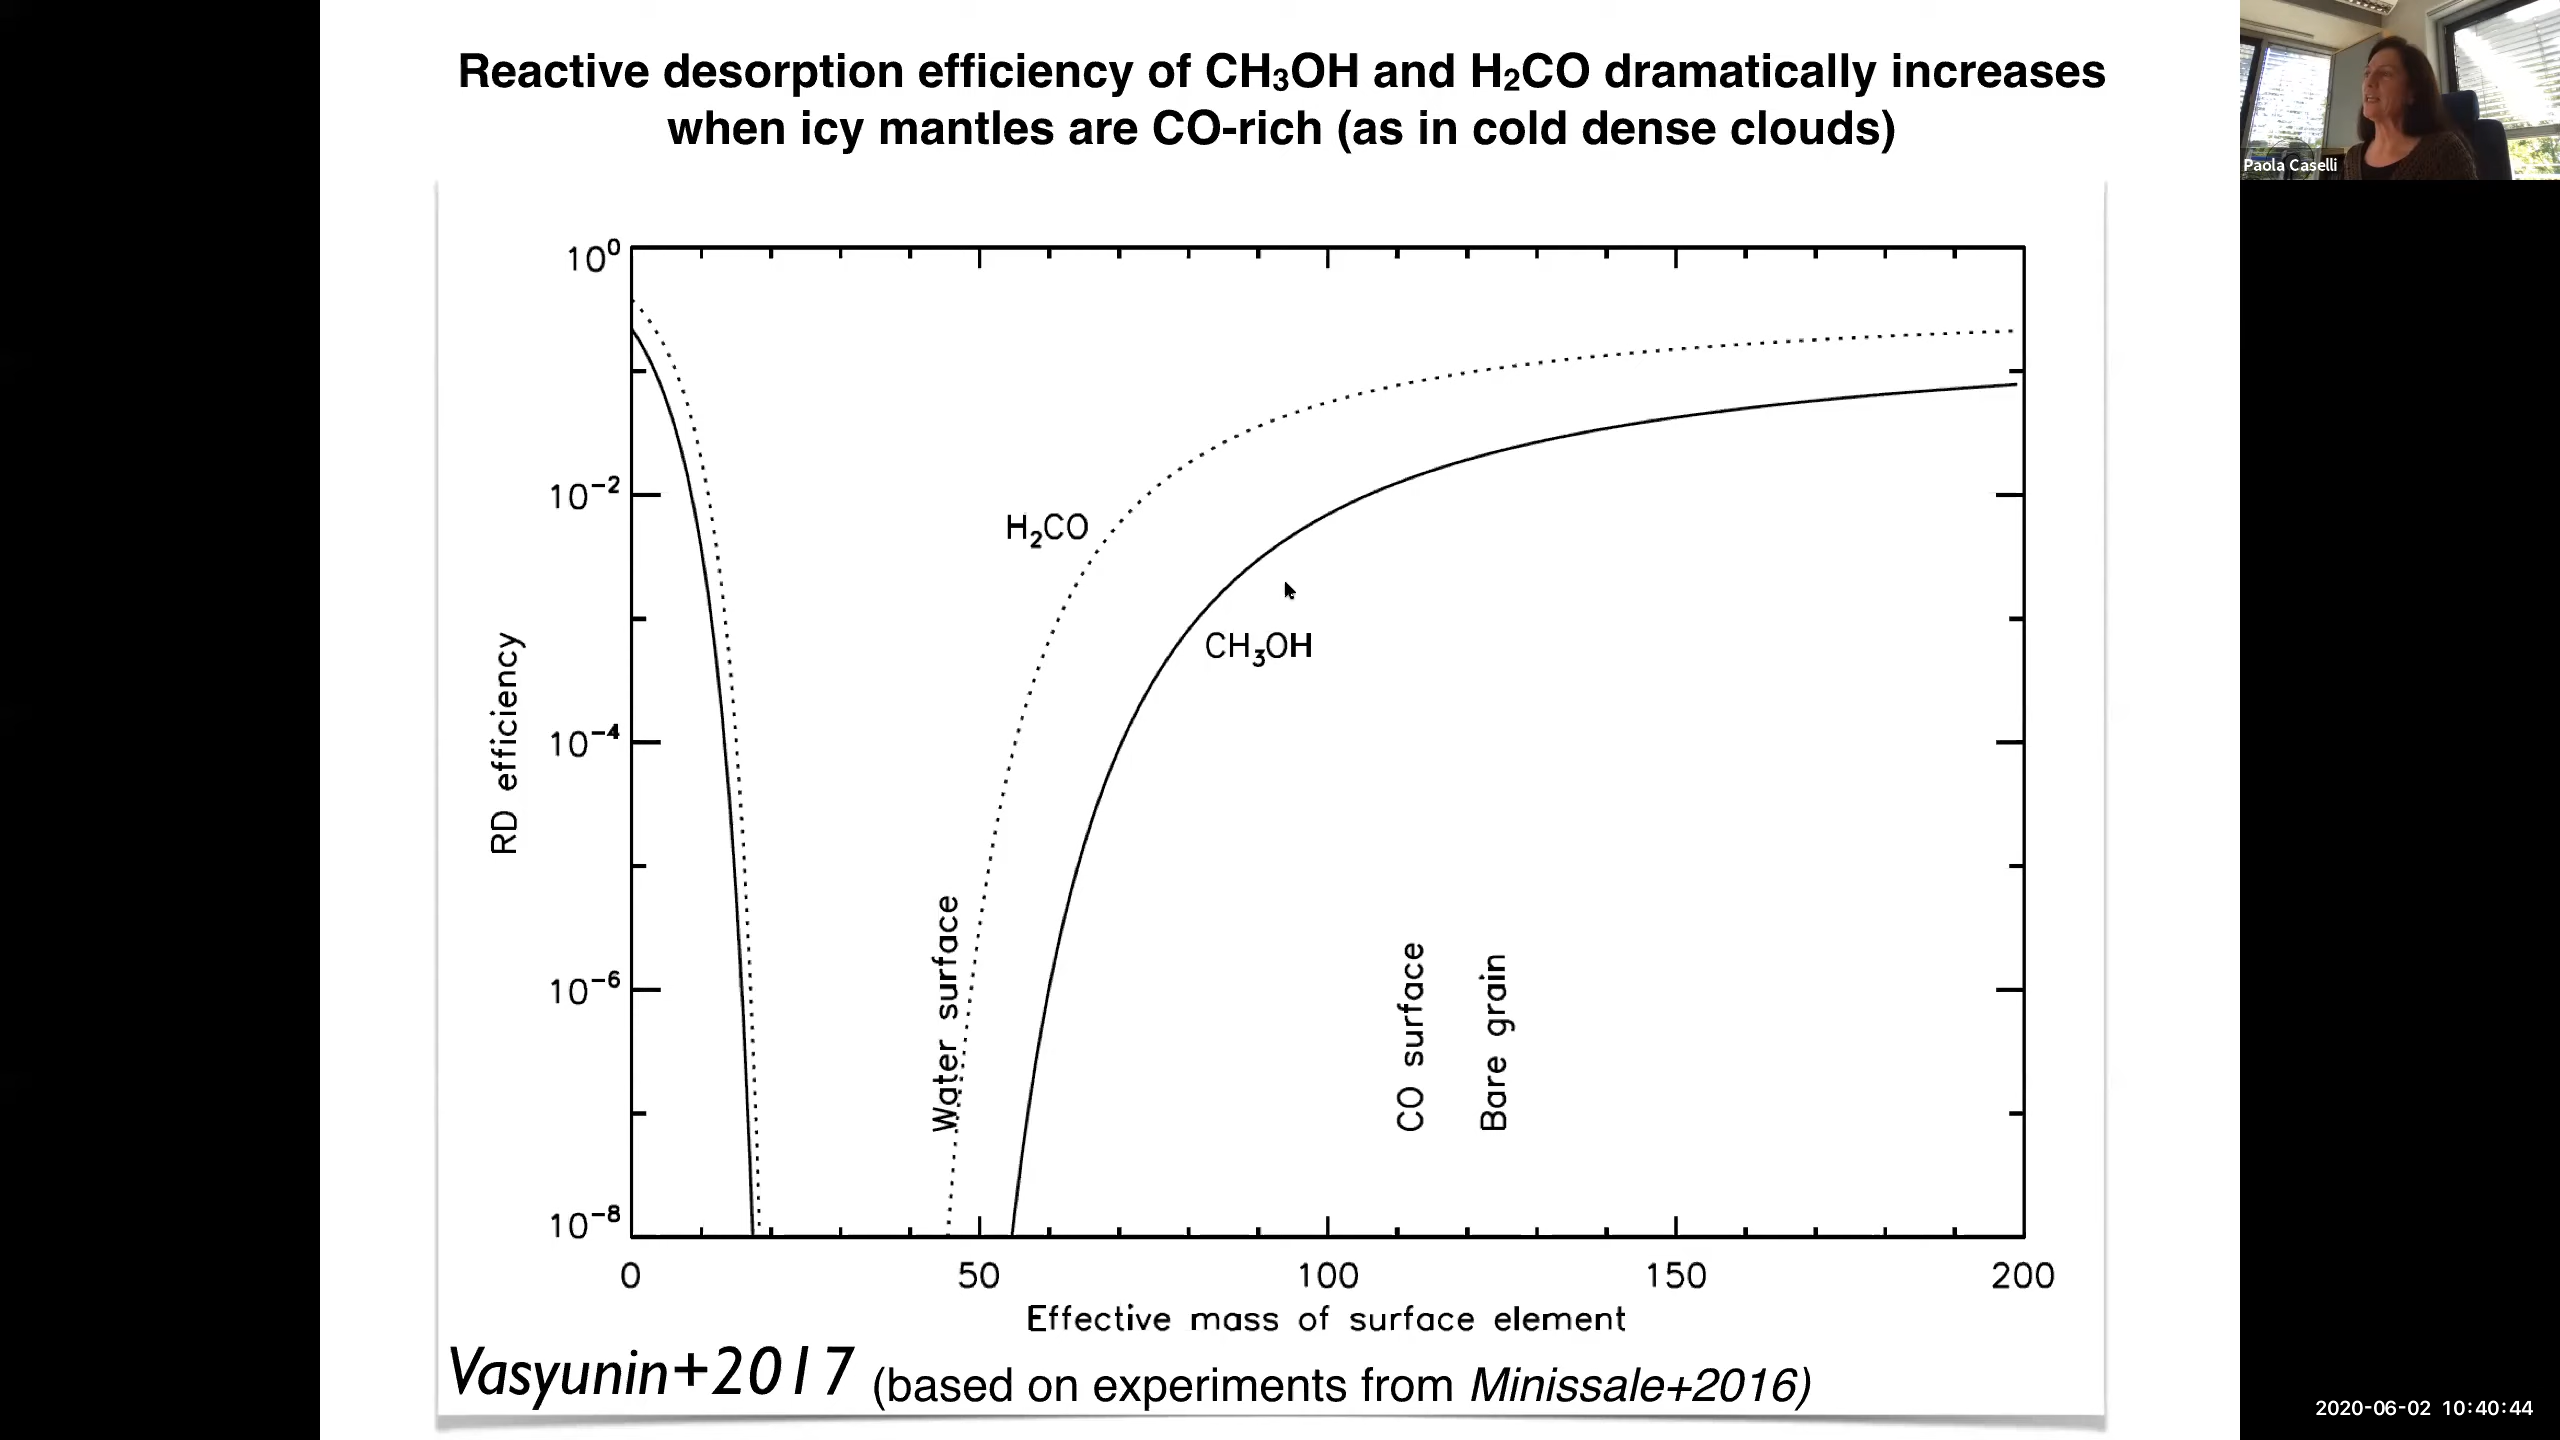 Reactive desorption efficiency of CH₃OH and H₂CO dramatically increases
when icy mantles are CO-rich (as in cold dense clouds)
Paola Caselli
10⁰
10⁻²
10⁻⁴
10⁻⁶
10⁻⁸
RD efficiency
H₂CO
CH₃OH
Water surface
CO surface
Bare grain
0 50 100 150 200
Effective mass of surface element
Vasyunin+2017 (based on experiments from Minissale+2016)
2020-06-02 10:40:44